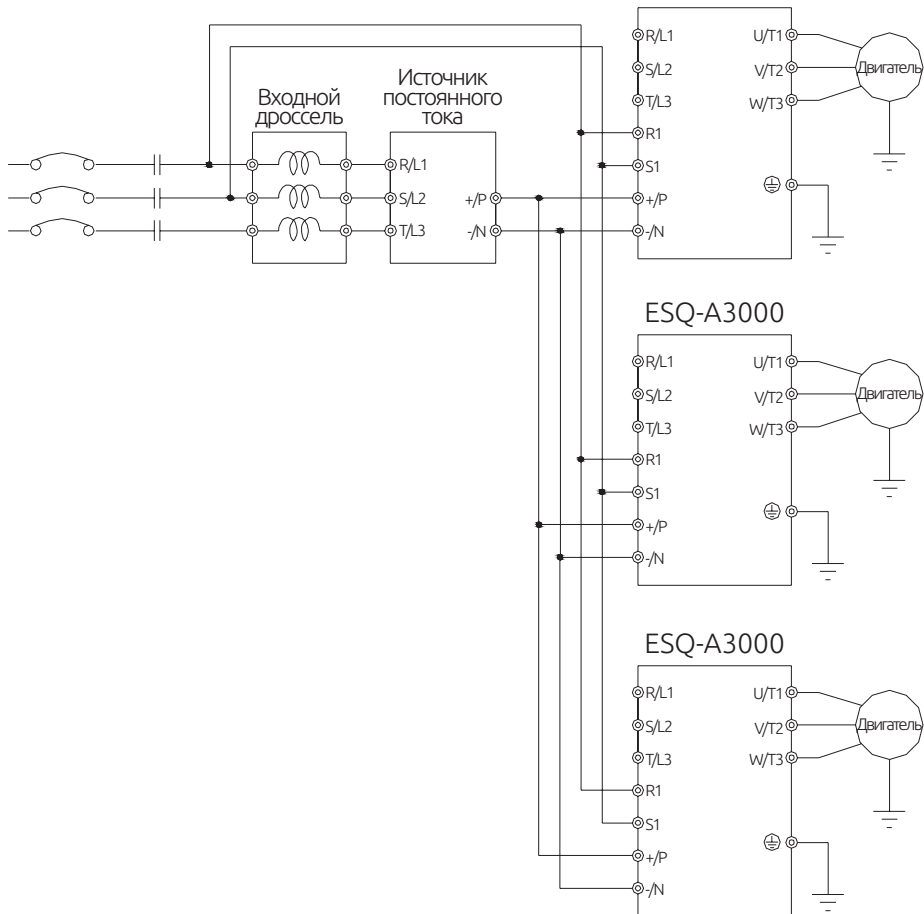 Входной
дроссель
Источник
постоянного
тока
R/L1
S/L2
T/L3
+/P
-/N
R/L1
S/L2
T/L3
R1
S1
+/P
-/N
U/T1
V/T2
W/T3
Двигатель
ESQ-A3000
R/L1
S/L2
T/L3
R1
S1
+/P
-/N
U/T1
V/T2
W/T3
Двигатель
ESQ-A3000
R/L1
S/L2
T/L3
R1
S1
+/P
-/N
U/T1
V/T2
W/T3
Двигатель